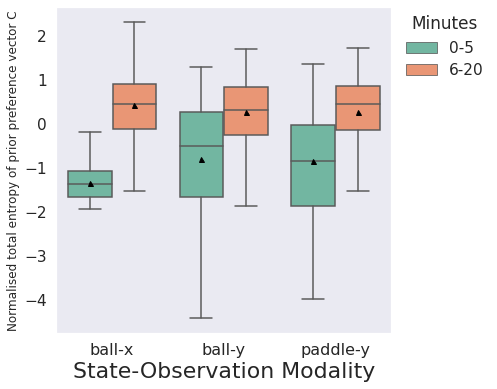 Normalised total entropy of prior preference vector C
2
1
0
−1
−2
−3
−4
ball-x
ball-y
paddle-y
State-Observation Modality
Minutes
0-5
6-20